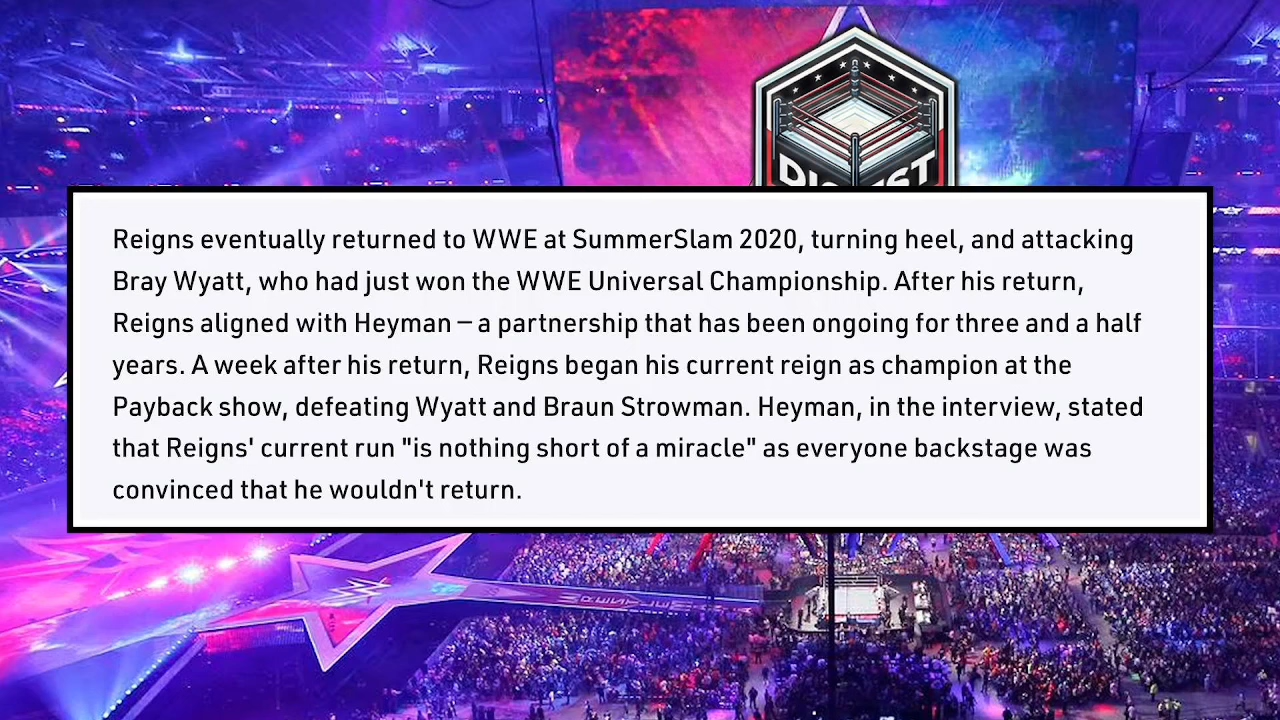 Reigns eventually returned to WWE at SummerSlam 2020, turning heel, and attacking
Bray Wyatt, who had just won the WWE Universal Championship. After his return,
Reigns aligned with Heyman – a partnership that has been ongoing for three and a half
years. A week after his return, Reigns began his current reign as champion at the
Payback show, defeating Wyatt and Braun Strowman. Heyman, in the interview, stated
that Reigns' current run "is nothing short of a miracle" as everyone backstage was
convinced that he wouldn't return.